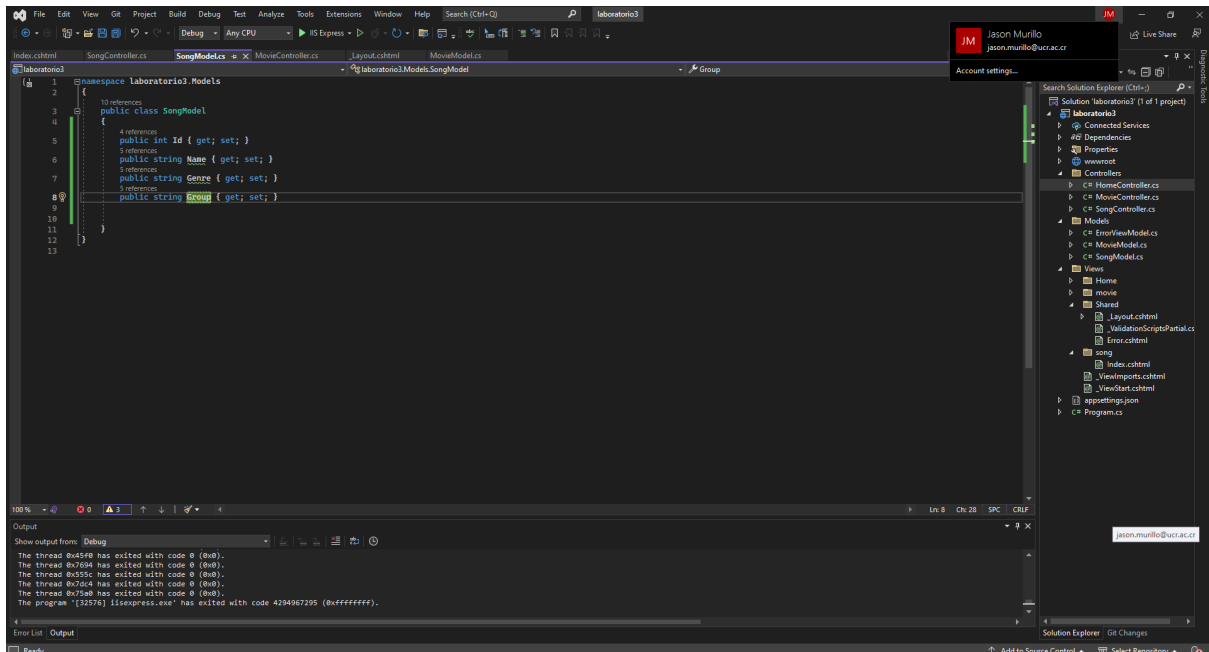 File Edit View Git Project Build Debug Test Analyze Tools Extensions Window Help Search (Ctrl+Q) laboratorio3 JM
Debug Any CPU IIS Express Live Share
JM Jason Murillo
jason.murillo@ucr.ac.cr
Account settings...
Index.cshtml SongController.cs SongModel.cs MovieController.cs _Layout.cshtml MovieModel.cs
laboratorio3 laboratorio3.Models.SongModel Group
1 namespace laboratorio3.Models
2 {
10 references
3 public class SongModel
4 {
4 references
5 public int Id { get; set; }
5 references
6 public string Name { get; set; }
5 references
7 public string Genre { get; set; }
5 references
8 public string Group { get; set; }
9
10
11 }
12 }
13
100 % 0 3 Ln: 8 Ch: 28 SPC CRLF
Output
Show output from: Debug
The thread 0x45f0 has exited with code 0 (0x0).
The thread 0x7694 has exited with code 0 (0x0).
The thread 0x555c has exited with code 0 (0x0).
The thread 0x7dc4 has exited with code 0 (0x0).
The thread 0x75a0 has exited with code 0 (0x0).
The program '[32576] iisexpress.exe' has exited with code 4294967295 (0xffffffff).
Error List Output
Search Solution Explorer (Ctrl+;)
Solution 'laboratorio3' (1 of 1 project)
laboratorio3
Connected Services
Dependencies
Properties
wwwroot
Controllers
C# HomeController.cs
C# MovieController.cs
C# SongController.cs
Models
C# ErrorViewModel.cs
C# MovieModel.cs
C# SongModel.cs
Views
Home
movie
Shared
_Layout.cshtml
_ValidationScriptsPartial.cs
Error.cshtml
song
Index.cshtml
_ViewImports.cshtml
_ViewStart.cshtml
appsettings.json
C# Program.cs
jason.murillo@ucr.ac.cr
Solution Explorer Git Changes
Diagnostic Tools
Ready Add to Source Control Select Repository